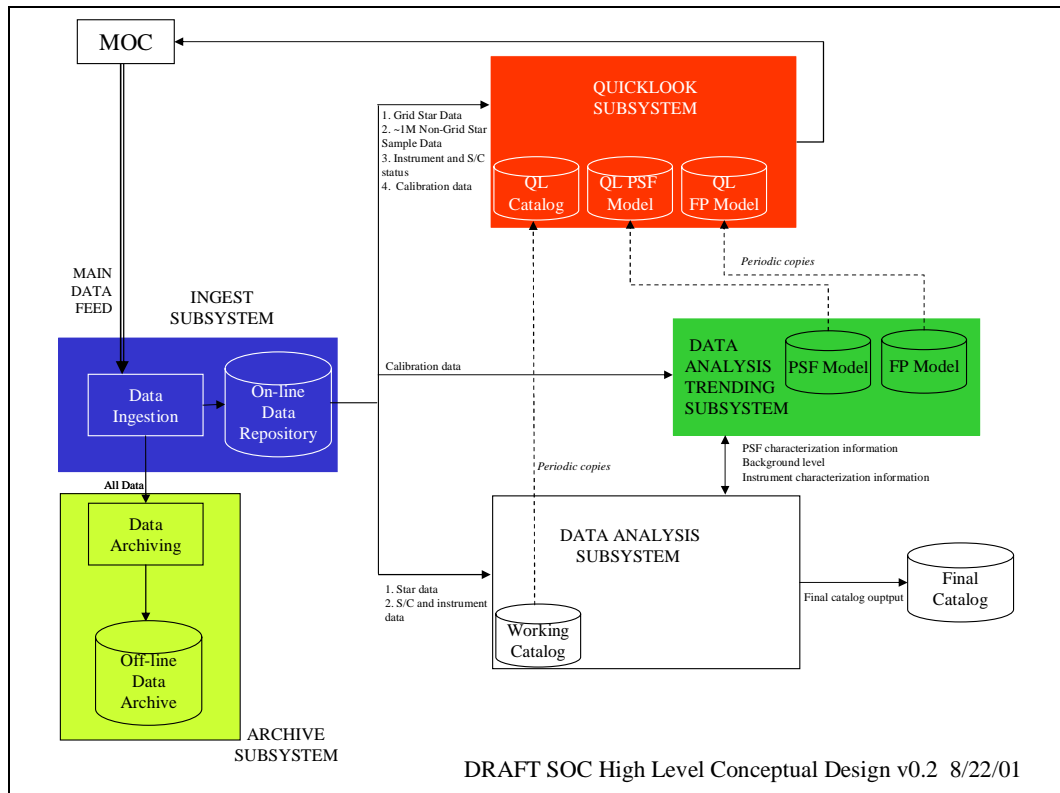 MOC
QUICKLOOK
SUBSYSTEM
1. Grid Star Data
2. ~1M Non-Grid Star
Sample Data
3. Instrument and S/C
status
4. Calibration data
QL
Catalog
QL PSF
Model
QL
FP Model
MAIN
DATA
FEED
INGEST
SUBSYSTEM
Periodic copies
Data
Ingestion
On-line
Data
Repository
Calibration data
DATA
ANALYSIS
TRENDING
SUBSYSTEM
PSF Model
FP Model
PSF characterization information
Background level
Instrument characterization information
Periodic copies
All Data
Data
Archiving
Off-line
Data
Archive
ARCHIVE
SUBSYSTEM
DATA ANALYSIS
SUBSYSTEM
1. Star data
2. S/C and instrument
data
Working
Catalog
Final catalog ouptput
Final
Catalog
DRAFT SOC High Level Conceptual Design v0.2 8/22/01